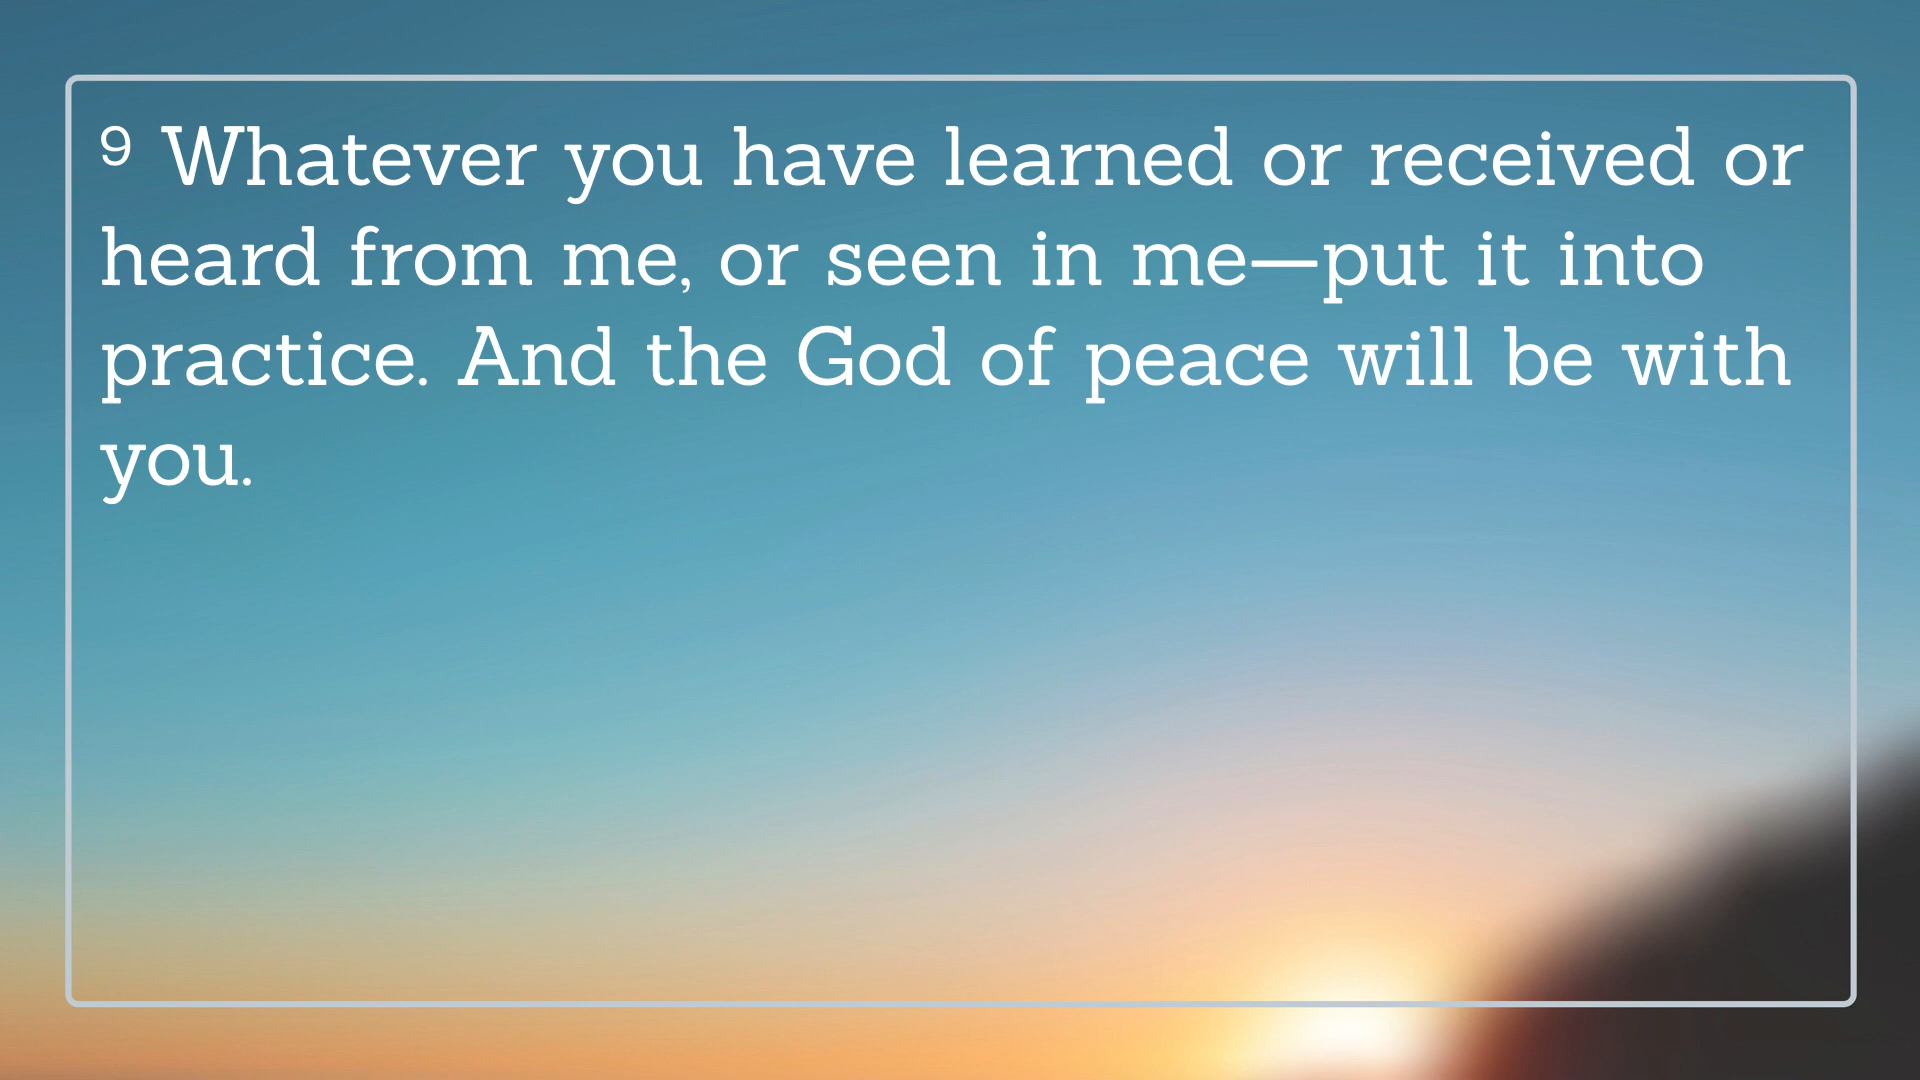 9 Whatever you have learned or received or
heard from me, or seen in me—put it into
practice. And the God of peace will be with
you.